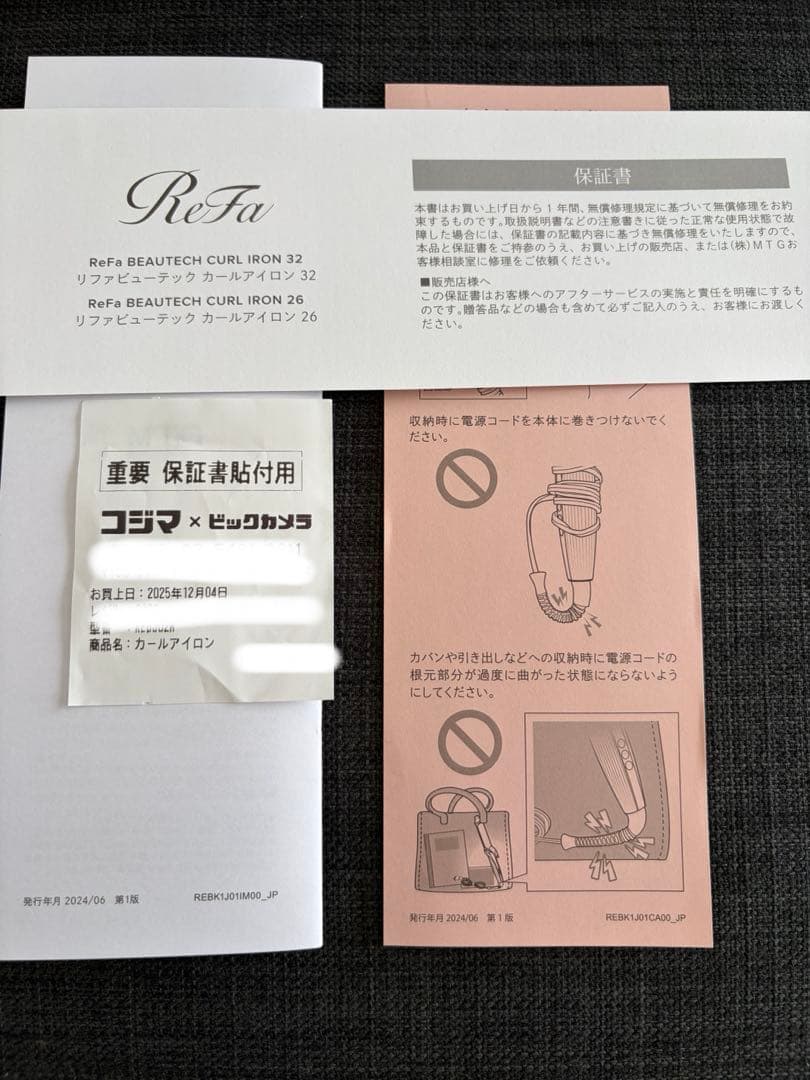 ReFa
ReFa BEAUTECH CURL IRON 32
リファビューテック カールアイロン 32
ReFa BEAUTECH CURL IRON 26
リファビューテック カールアイロン 26
保証書
本書はお買い上げ日から1年間、無償修理規定に基づいて無償修理をお約
束するものです。取扱説明書などの注意書きに従った正常な使用状態で故
障した場合には、保証書の記載内容に基づき無償修理をいたしますので、
本品と保証書をご持参のうえ、お買い上げの販売店、または(株)MTGお
客様相談室に修理をご依頼ください。
■販売店様へ
この保証書はお客様へのアフターサービスの実施と責任を明確にするも
のです。贈答品などの場合も含めて必ずご記入のうえ、お客様にお渡しく
ださい。
重要 保証書貼付用
コジマ×ビックカメラ
お買上日:2025年12月04日
商品名:カールアイロン
発行年月 2024/06 第1版
REBK1J01IM00_JP
収納時に電源コードを本体に巻きつけないでく
ださい。
カバンや引き出しなどへの収納時に電源コードの
根元部分が過度に曲がった状態にならないよう
にしてください。
発行年月 2024/06 第1版
REBK1J01CA00_JP